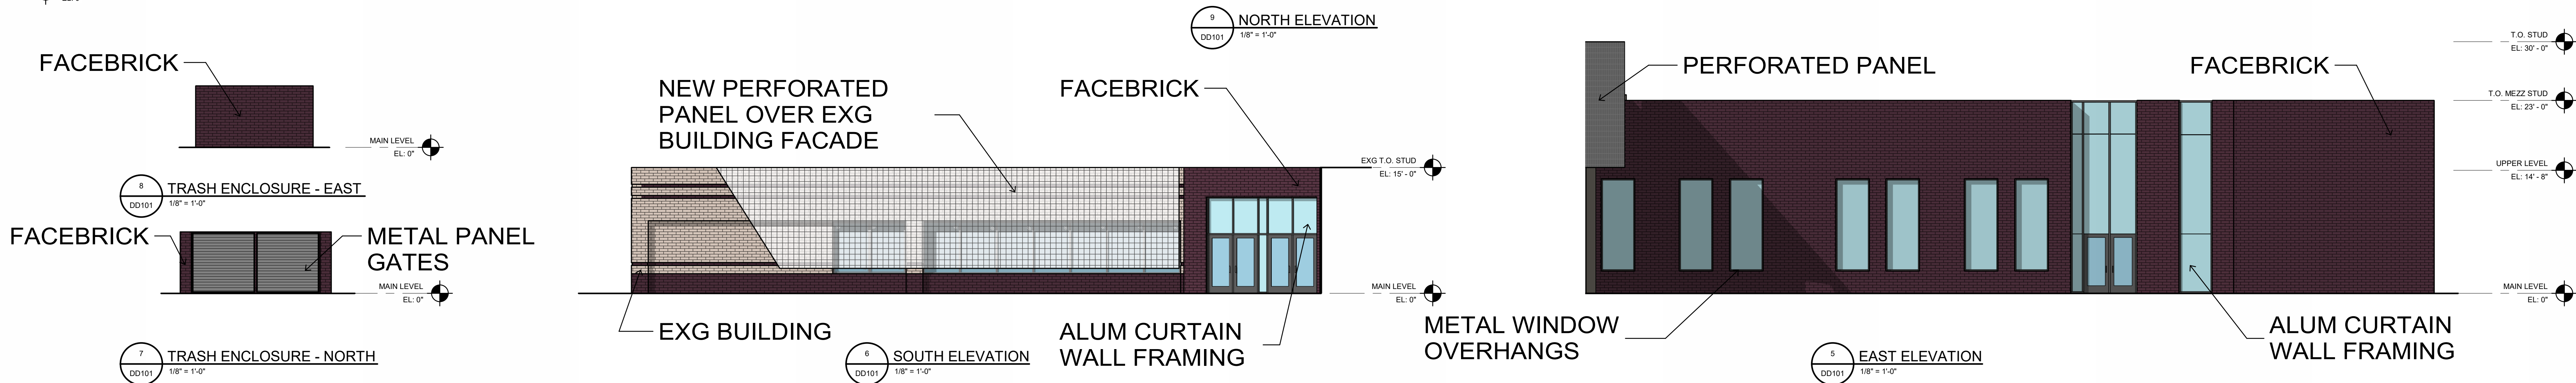 9
DD101
NORTH ELEVATION
1/8" = 1'-0"
FACEBRICK
MAIN LEVEL
EL: 0"
8
DD101
TRASH ENCLOSURE - EAST
1/8" = 1'-0"
FACEBRICK
METAL PANEL
GATES
MAIN LEVEL
EL: 0"
7
DD101
TRASH ENCLOSURE - NORTH
1/8" = 1'-0"
NEW PERFORATED
PANEL OVER EXG
BUILDING FACADE
FACEBRICK
EXG T.O. STUD
EL: 15' - 0"
MAIN LEVEL
EL: 0"
EXG BUILDING
ALUM CURTAIN
WALL FRAMING
6
DD101
SOUTH ELEVATION
1/8" = 1'-0"
PERFORATED PANEL
FACEBRICK
T.O. STUD
EL: 30' - 0"
T.O. MEZZ STUD
EL: 23' - 0"
UPPER LEVEL
EL: 14' - 8"
MAIN LEVEL
EL: 0"
METAL WINDOW
OVERHANGS
ALUM CURTAIN
WALL FRAMING
5
DD101
EAST ELEVATION
1/8" = 1'-0"